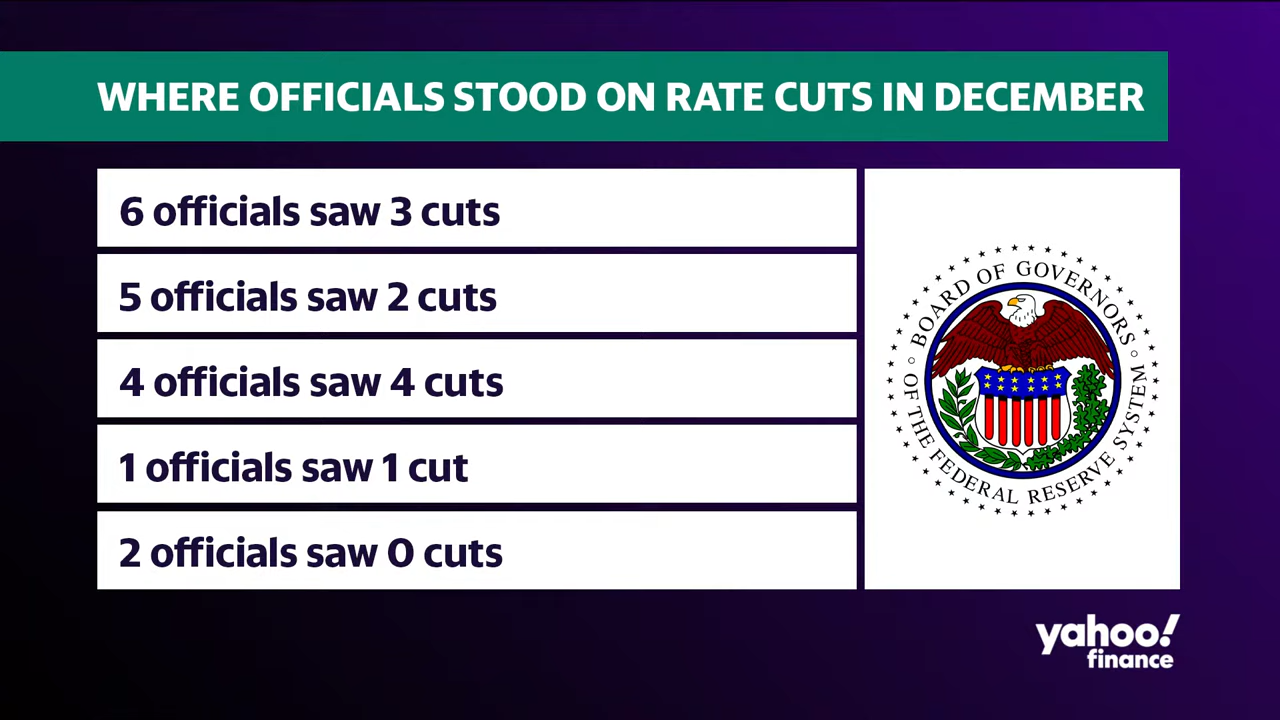 WHERE OFFICIALS STOOD ON RATE CUTS IN DECEMBER
6 officials saw 3 cuts
5 officials saw 2 cuts
4 officials saw 4 cuts
1 officials saw 1 cut
2 officials saw 0 cuts
BOARD OF GOVERNORS
OF THE FEDERAL RESERVE SYSTEM
yahoo!
finance